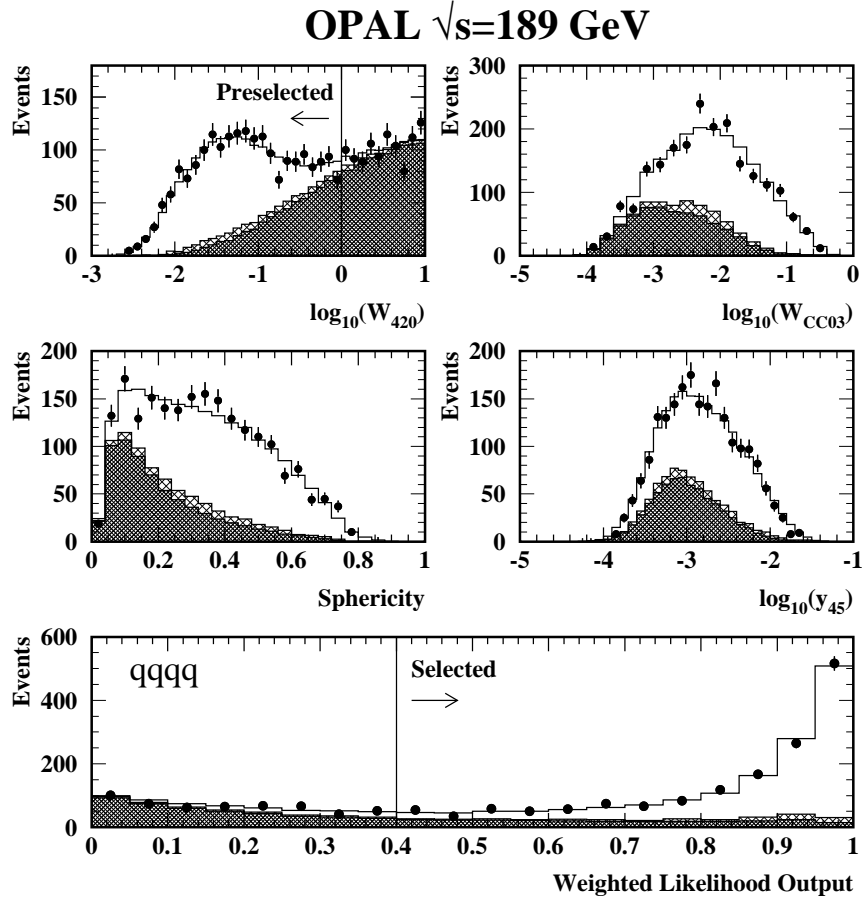 OPAL √s=189 GeV
Events
150
100
50
0
-3 -2 -1 0 1
Preselected
←
log10(W420)
Events
300
200
100
0
-5 -4 -3 -2 -1 0
log10(WCC03)
Events
200
150
100
50
0
0 0.2 0.4 0.6 0.8 1
Sphericity
Events
200
150
100
50
0
-5 -4 -3 -2 -1
log10(y45)
Events
600
400
200
0
0 0.1 0.2 0.3 0.4 0.5 0.6 0.7 0.8 0.9 1
qqqq
Selected
→
Weighted Likelihood Output